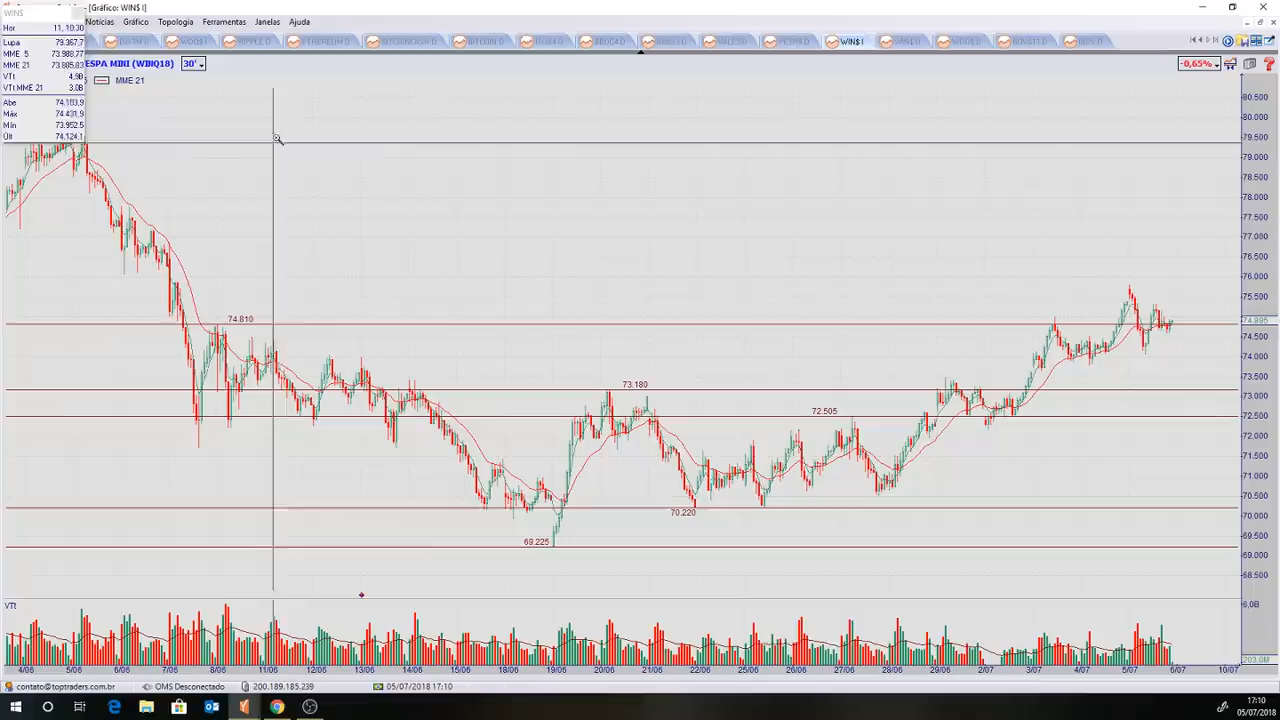 WIN$
[Gráfico: WIN$ I]
Notícias Gráfico Topologia Ferramentas Janelas Ajuda
Hor 11, 10:30
WIN$ I
Lupa 79.367,7
MME 5
MME 21 73.885,83
VTt 4,9B
VTt MME 21 3,0B
Abe
Máx 74.431,9
Mín 73.952,5
Últ 74.124,1
ESPA MINI (WINQ18) 30'
-0,65%
MME 21
80.500
80.000
79.500
79.000
78.500
78.000
77.500
77.000
76.500
76.000
75.500
74.895
74.500
74.000
73.500
73.000
72.500
72.000
71.500
71.000
70.500
70.000
69.500
69.000
68.500
74.810
73.180
72.505
70.220
69.225
VTt
6,0B
203,9M
4/06 5/06 6/06 7/06 8/06 11/06 12/06 13/06 14/06 15/06 18/06 19/06 20/06 21/06 22/06 25/06 26/06 27/06 28/06 29/06 2/07 3/07 4/07 5/07 6/07 10/07
contato@toptraders.com.br OMS Desconectado 200.189.185.239 05/07/2018 17:10
17:10
05/07/2018